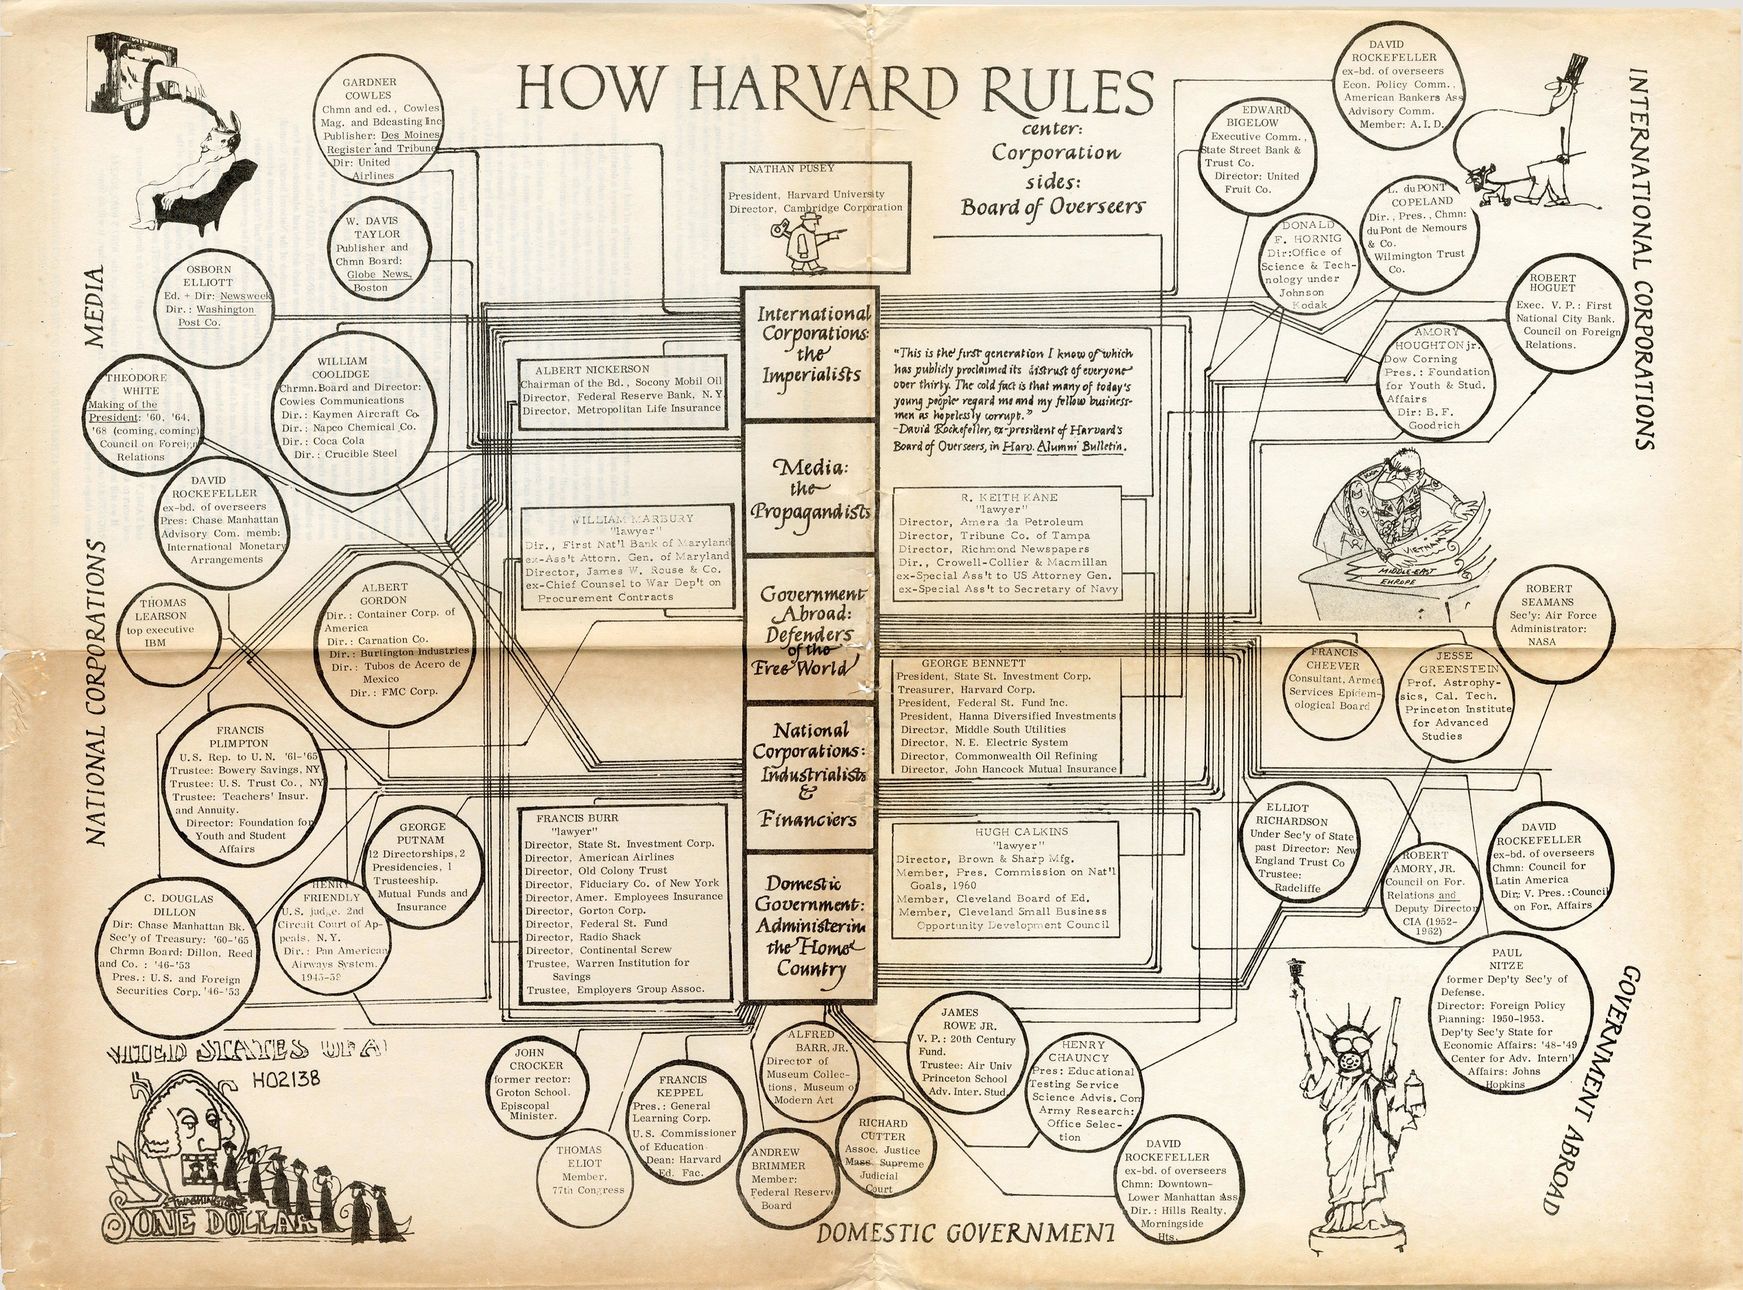 HOW HARVARD RULES
center:
Corporation
sides:
Board of Overseers
MEDIA
NATIONAL CORPORATIONS
INTERNATIONAL CORPORATIONS
GOVERNMENT ABROAD
DOMESTIC GOVERNMENT
GARDNER
COWLES
Chmn and ed., Cowles
Mag. and Bdcasting Inc
Publisher: Des Moines
Register and Tribune
Dir: United
Airlines
W. DAVIS
TAYLOR
Publisher and
Chmn Board:
Globe News,
Boston
OSBORN
ELLIOTT
Ed. + Dir: Newsweek
Dir.: Washington
Post Co.
WILLIAM
COOLIDGE
Chrmn. Board and Director:
Cowles Communications
Dir.: Kaymen Aircraft Co.
Dir.: Napco Chemical Co.
Dir.: Coca Cola
Dir.: Crucible Steel
THEODORE
WHITE
Making of the
President: '60, '64,
'68 (coming, coming)
Council on Foreign
Relations
DAVID
ROCKEFELLER
ex-bd. of overseers
Pres: Chase Manhattan
Advisory Com. memb:
International Monetary
Arrangements
THOMAS
LEARSON
top executive
IBM
ALBERT
GORDON
Dir.: Container Corp. of
America
Dir.: Carnation Co.
Dir.: Burlington Industries
Dir.: Tubos de Acero de
Mexico
Dir.: FMC Corp.
FRANCIS
PLIMPTON
U.S. Rep. to U.N. '61-'65
Trustee: Bowery Savings, NY
Trustee: U.S. Trust Co., NY
Trustee: Teachers' Insur.
and Annuity.
Director: Foundation for
Youth and Student
Affairs
GEORGE
PUTNAM
12 Directorships, 2
Presidencies, 1
Trusteeship.
Mutual Funds and
Insurance
HENRY
FRIENDLY
U.S. judge, 2nd
Circuit Court of Ap-
peals, N.Y.
Dir.: Pan American
Airways System.
C. DOUGLAS
DILLON
Dir: Chase Manhattan Bk.
Sec'y of Treasury: '60-'65
Chrmn Board: Dillon, Reed
and Co.: '46-'53
Pres.: U.S. and Foreign
Securities Corp. '46-'53
NATHAN PUSEY
President, Harvard University
Director, Cambridge Corporation
International
Corporations:
the
Imperialists
Media:
the
Propagandists
Government
Abroad:
Defenders
of the
Free World
National
Corporations:
Industrialists
&
Financiers
Domestic
Government:
Administerin
the Home
Country
ALBERT NICKERSON
Chairman of the Bd., Socony Mobil Oil
Director, Federal Reserve Bank, N.Y.
Director, Metropolitan Life Insurance
WILLIAM MARBURY
"lawyer"
Dir., First Nat'l Bank of Maryland
ex-Ass't Attorn. Gen. of Maryland
Director, James W. Rouse & Co.
ex-Chief Counsel to War Dep't on
Procurement Contracts
FRANCIS BURR
"lawyer"
Director, State St. Investment Corp.
Director, American Airlines
Director, Old Colony Trust
Director, Fiduciary Co. of New York
Director, Amer. Employees Insurance
Director, Gorton Corp.
Director, Federal St. Fund
Director, Radio Shack
Director, Continental Screw
Trustee, Warren Institution for
Savings
Trustee, Employers Group Assoc.
"This is the first generation I know of which
has publicly proclaimed its distrust of everyone
over thirty. The cold fact is that many of today's
young people regard me and my fellow business-
men as hopelessly corrupt."
-David Rockefeller, ex-president of Harvard's
Board of Overseers, in Harv. Alumni Bulletin.
R. KEITH KANE
"lawyer"
Director, Amerada Petroleum
Director, Tribune Co. of Tampa
Director, Richmond Newspapers
Dir., Crowell-Collier & Macmillan
ex-Special Ass't to US Attorney Gen.
ex-Special Ass't to Secretary of Navy
GEORGE BENNETT
President, State St. Investment Corp.
Treasurer, Harvard Corp.
President, Federal St. Fund Inc.
President, Hanna Diversified Investments
Director, Middle South Utilities
Director, N.E. Electric System
Director, Commonwealth Oil Refining
Director, John Hancock Mutual Insurance
HUGH CALKINS
"lawyer"
Director, Brown & Sharp Mfg.
Member, Pres. Commission on Nat'l
Goals, 1960
Member, Cleveland Board of Ed.
Member, Cleveland Small Business
Opportunity Development Council
DAVID
ROCKEFELLER
ex-bd. of overseers
Econ. Policy Comm.,
American Bankers Ass
Advisory Comm.
Member: A.I.D.
EDWARD
BIGELOW
Executive Comm.,
State Street Bank &
Trust Co.
Director: United
Fruit Co.
L. duPONT
COPELAND
Dir., Pres., Chmn:
duPont de Nemours
& Co.
Wilmington Trust
Co.
DONALD
F. HORNIG
Dir: Office of
Science & Tech-
nology under
Johnson
Kodak
ROBERT
HOGUET
Exec. V.P.: First
National City Bank.
Council on Foreign
Relations.
AMORY
HOUGHTON jr.
Dow Corning
Pres.: Foundation
for Youth & Stud.
Affairs
Dir: B.F.
Goodrich
VIETNAM
MIDDLE-EAST
EUROPE
ROBERT
SEAMANS
Sec'y: Air Force
Administrator:
NASA
FRANCIS
CHEEVER
Consultant, Armed
Services Epidem-
ological Board
JESSE
GREENSTEIN
Prof. Astrophy-
sics, Cal. Tech.
Princeton Institute
for Advanced
Studies
ELLIOT
RICHARDSON
Under Sec'y of State
past Director: New
England Trust Co
Trustee:
Radcliffe
ROBERT
AMORY, JR.
Council on For.
Relations and
Deputy Director
CIA (1952-
1962)
DAVID
ROCKEFELLER
ex-bd. of overseers
Chmn: Council for
Latin America
Dir; V. Pres.: Council
on For. Affairs
PAUL
NITZE
former Dep'ty Sec'y of
Defense.
Director: Foreign Policy
Planning: 1950-1953.
Dep'ty Sec'y State for
Economic Affairs: '48-'49
Center for Adv. Intern'l
Affairs: Johns
Hopkins
JOHN
CROCKER
former rector:
Groton School.
Episcopal
Minister.
THOMAS
ELIOT
Member,
77th Congress
FRANCIS
KEPPEL
Pres.: General
Learning Corp.
U.S. Commissioner
of Education
Dean: Harvard
Ed. Fac.
ALFRED
BARR, JR.
Director of
Museum Collec-
tions, Museum of
Modern Art
ANDREW
BRIMMER
Member:
Federal Reserve
Board
RICHARD
CUTTER
Assoc. Justice
Mass. Supreme
Judicial
Court
JAMES
ROWE JR.
V.P.: 20th Century
Fund.
Trustee: Air Univ
Princeton School
Adv. Inter. Stud.
HENRY
CHAUNCY
Pres: Educational
Testing Service
Science Advis. Com
Army Research:
Office Selec-
tion
DAVID
ROCKEFELLER
ex-bd. of overseers
Chmn: Downtown-
Lower Manhattan Ass
Dir.: Hills Realty,
Morningside
Hts.
H02138
WASHINGTON
ONE DOLLAR